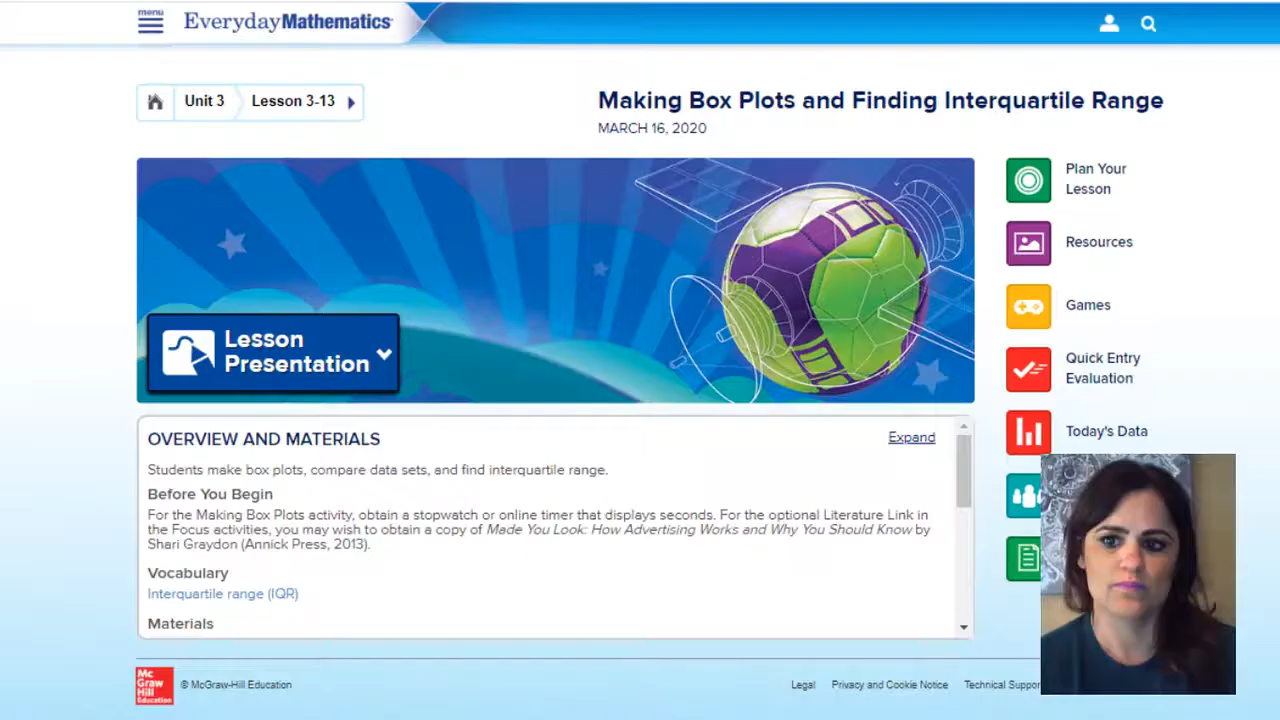 menu
EverydayMathematics
Unit 3
Lesson 3-13
Making Box Plots and Finding Interquartile Range
MARCH 16, 2020
Plan Your
Lesson
Resources
Games
Lesson
Presentation
Quick Entry
Evaluation
Today's Data
OVERVIEW AND MATERIALS
Expand
Students make box plots, compare data sets, and find interquartile range.
Before You Begin
For the Making Box Plots activity, obtain a stopwatch or online timer that displays seconds. For the optional Literature Link in
the Focus activities, you may wish to obtain a copy of Made You Look: How Advertising Works and Why You Should Know by
Shari Graydon (Annick Press, 2013).
Vocabulary
Interquartile range (IQR)
Materials
Mc
Graw
Hill
Education
© McGraw-Hill Education
Legal
Privacy and Cookie Notice
Technical Suppor